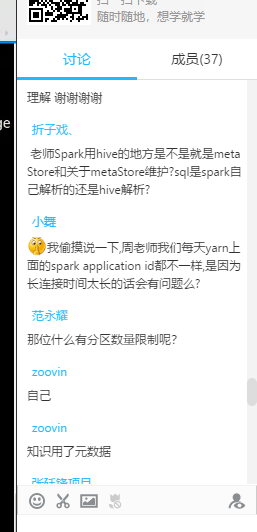 扫一扫下载
随时随地，想学就学
讨论
成员(37)
ge
理解 谢谢谢谢
折子戏、
老师Spark用hive的地方是不是就是meta
Store和关于metaStore维护?sql是spark自
己解析的还是hive解析?
小舞
我偷摸说一下,周老师我们每天yarn上
面的spark application id都不一样,是因为
长连接时间太长的话会有问题么?
范永耀
那位什么有分区数量限制呢？
zoovin
自己
zoovin
知识用了元数据